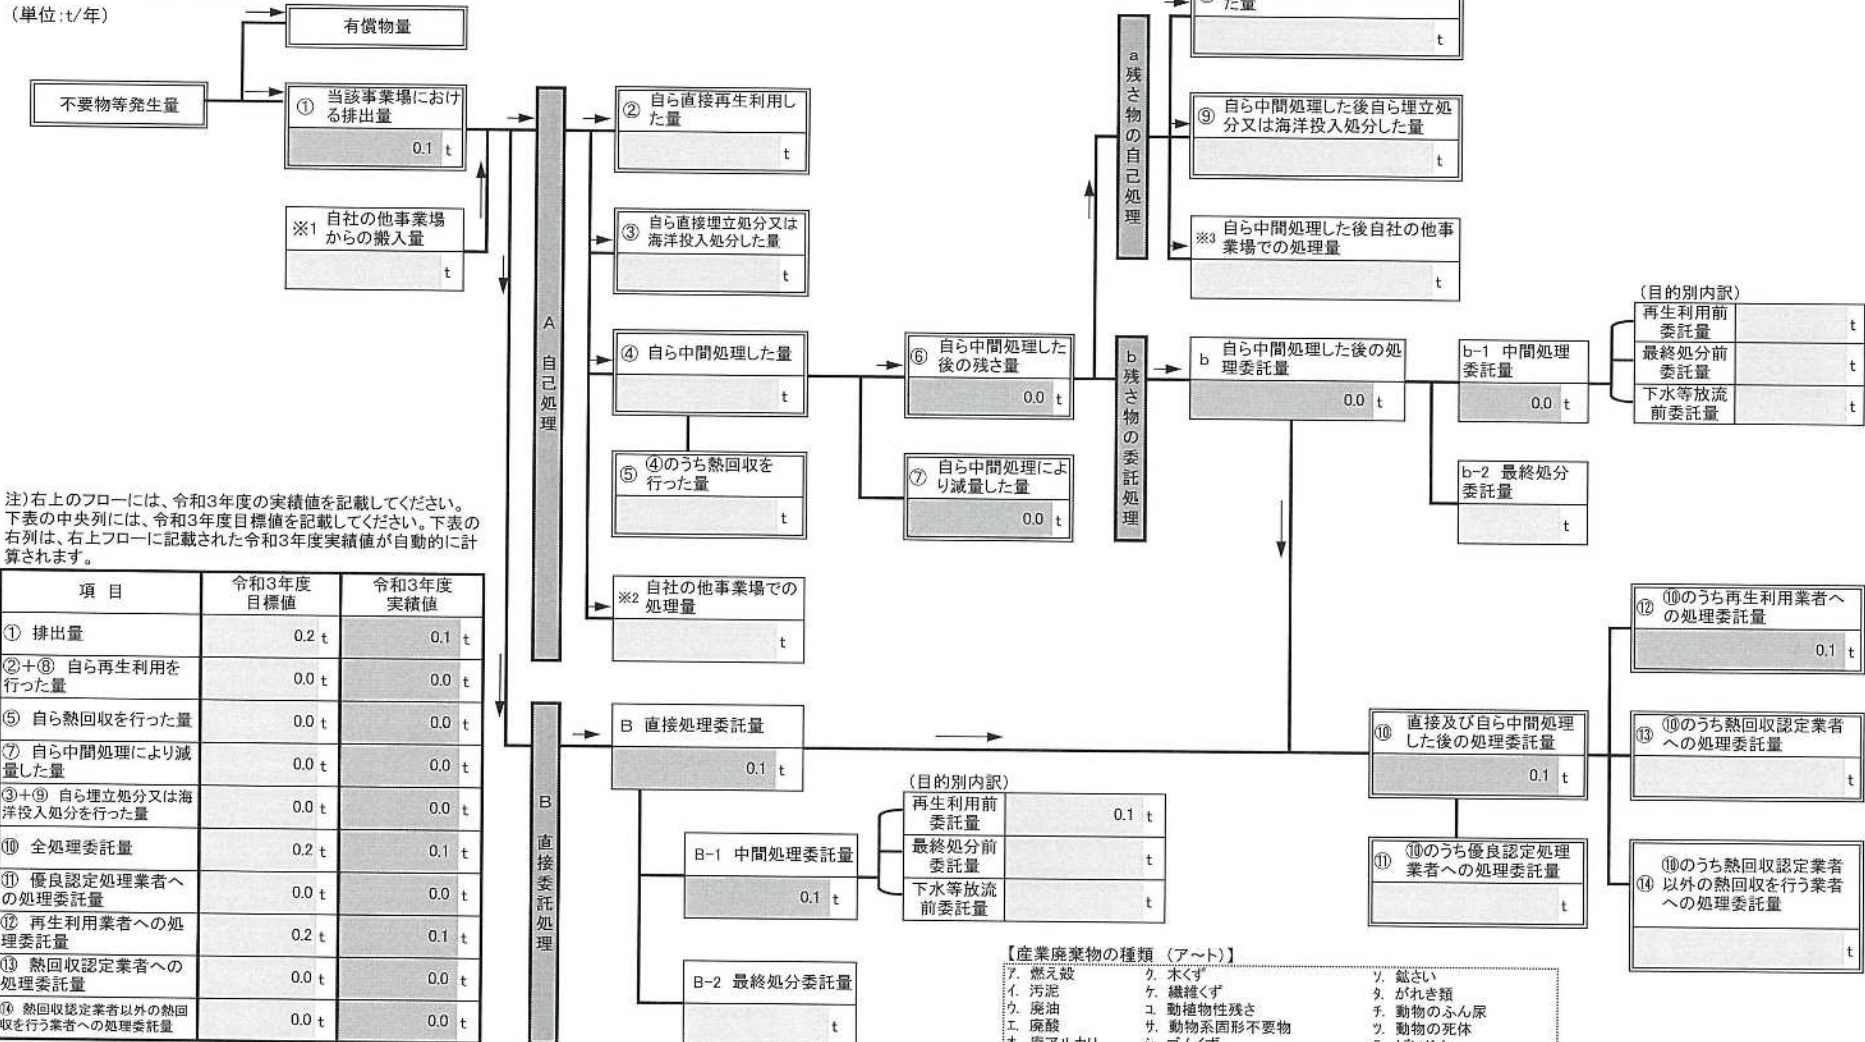 (単位:t/年)
有償物量
不要物等発生量
① 当該事業場におけ
る排出量
0.1 t
※1 自社の他事業場
からの搬入量
t
A 自己処理
② 自ら直接再生利用し
た量
t
③ 自ら直接埋立処分又は
海洋投入処分した量
t
④ 自ら中間処理した量
t
⑤ ④のうち熱回収を
行った量
t
※2 自社の他事業場での
処理量
t
⑥ 自ら中間処理した
後の残さ量
0.0 t
⑦ 自ら中間処理によ
り減量した量
0.0 t
a 残さ物の自己処理
た量
t
⑨ 自ら中間処理した後自ら埋立処
分又は海洋投入処分した量
t
※3 自ら中間処理した後自社の他事
業場での処理量
t
b 残さ物の委託処理
b 自ら中間処理した後の処
理委託量
0.0 t
b-1 中間処理
委託量
0.0 t
(目的別内訳)
再生利用前
委託量 t
最終処分前
委託量 t
下水等放流
前委託量 t
b-2 最終処分
委託量
t
注)右上のフローには、令和3年度の実績値を記載してください。
下表の中央列には、令和3年度目標値を記載してください。下表の
右列は、右上フローに記載された令和3年度実績値が自動的に計
算されます。
項 目 令和3年度 目標値 令和3年度 実績値
① 排出量 0.2 t 0.1 t
②+⑧ 自ら再生利用を
行った量 0.0 t 0.0 t
⑤ 自ら熱回収を行った量 0.0 t 0.0 t
⑦ 自ら中間処理により減
量した量 0.0 t 0.0 t
③+⑨ 自ら埋立処分又は海
洋投入処分を行った量 0.0 t 0.0 t
⑩ 全処理委託量 0.2 t 0.1 t
⑪ 優良認定処理業者へ
の処理委託量 0.0 t 0.0 t
⑫ 再生利用業者への処
理委託量 0.2 t 0.1 t
⑬ 熱回収認定業者への
処理委託量 0.0 t 0.0 t
⑭ 熱回収認定業者以外の熱回
収を行う業者への処理委託量 0.0 t 0.0 t
B 直接委託処理
B 直接処理委託量
0.1 t
B-1 中間処理委託量
0.1 t
(目的別内訳)
再生利用前
委託量 0.1 t
最終処分前
委託量 t
下水等放流
前委託量 t
B-2 最終処分委託量
t
⑩ 直接及び自ら中間処理
した後の処理委託量
0.1 t
⑪ ⑩のうち優良認定処理
業者への処理委託量
t
⑫ ⑩のうち再生利用業者へ
の処理委託量
0.1 t
⑬ ⑩のうち熱回収認定業者
への処理委託量
t
⑭ ⑩のうち熱回収認定業者
以外の熱回収を行う業者
への処理委託量
t
【産業廃棄物の種類 (ア~ト)】
ア. 燃え殻 ク. 木くず ソ. 鉱さい
イ. 汚泥 ケ. 繊維くず タ. がれき類
ウ. 廃油 コ. 動植物性残さ チ. 動物のふん尿
エ. 廃酸 サ. 動物系固形不要物 ツ. 動物の死体